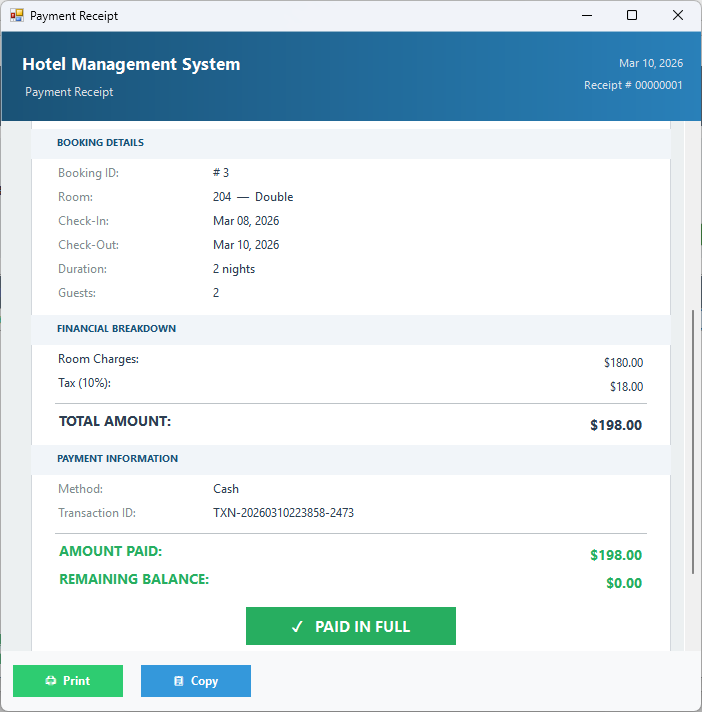 Payment Receipt
Hotel Management System
Mar 10, 2026
Payment Receipt
Receipt # 00000001
BOOKING DETAILS
Booking ID: # 3
Room: 204 — Double
Check-In: Mar 08, 2026
Check-Out: Mar 10, 2026
Duration: 2 nights
Guests: 2
FINANCIAL BREAKDOWN
Room Charges: $180.00
Tax (10%): $18.00
TOTAL AMOUNT: $198.00
PAYMENT INFORMATION
Method: Cash
Transaction ID: TXN-20260310223858-2473
AMOUNT PAID: $198.00
REMAINING BALANCE: $0.00
✓ PAID IN FULL
Print
Copy